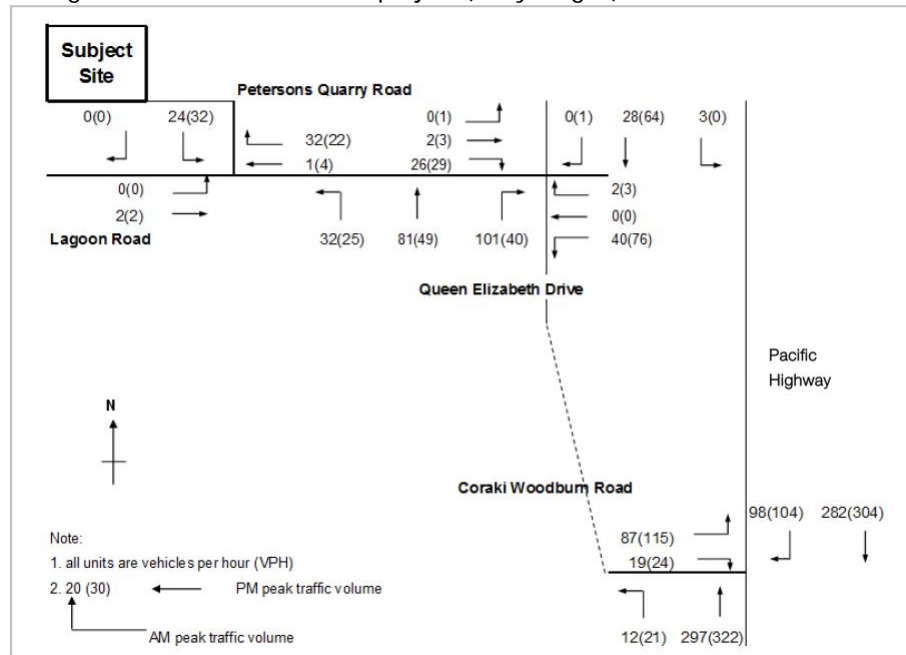 Subject
Site
Petersons Quarry Road
0(0) 24(32) 0(1) 0(1) 28(64) 3(0)
32(22) 2(3)
1(4) 26(29)
0(0) 2(3)
2(2) 0(0)
Lagoon Road 32(25) 81(49) 101(40) 40(76)
Queen Elizabeth Drive
Pacific
Highway
N
Coraki Woodburn Road
98(104) 282(304)
87(115)
19(24)
Note:
1. all units are vehicles per hour (VPH)
2. 20 (30) PM peak traffic volume
AM peak traffic volume
12(21) 297(322)